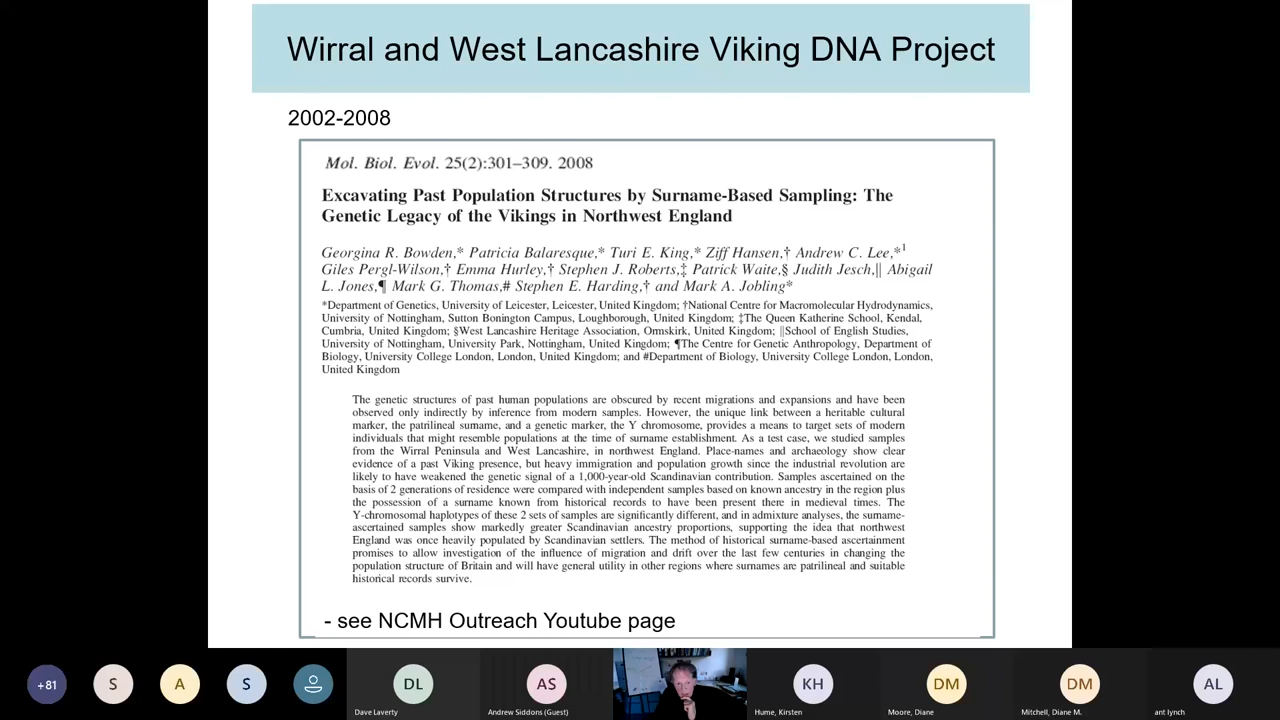 Wirral and West Lancashire Viking DNA Project
2002-2008
Mol. Biol. Evol. 25(2):301–309. 2008
Excavating Past Population Structures by Surname-Based Sampling: The
Genetic Legacy of the Vikings in Northwest England
Georgina R. Bowden,* Patricia Balaresque,* Turi E. King,* Ziff Hansen,† Andrew C. Lee,*1
Giles Pergl-Wilson,† Emma Hurley,† Stephen J. Roberts,‡ Patrick Waite,§ Judith Jesch,|| Abigail
L. Jones,¶ Mark G. Thomas,# Stephen E. Harding,† and Mark A. Jobling*
*Department of Genetics, University of Leicester, Leicester, United Kingdom; †National Centre for Macromolecular Hydrodynamics,
University of Nottingham, Sutton Bonington Campus, Loughborough, United Kingdom; ‡The Queen Katherine School, Kendal,
Cumbria, United Kingdom; §West Lancashire Heritage Association, Ormskirk, United Kingdom; ||School of English Studies,
University of Nottingham, University Park, Nottingham, United Kingdom; ¶The Centre for Genetic Anthropology, Department of
Biology, University College London, London, United Kingdom; and #Department of Biology, University College London, London,
United Kingdom
The genetic structures of past human populations are obscured by recent migrations and expansions and have been
observed only indirectly by inference from modern samples. However, the unique link between a heritable cultural
marker, the patrilineal surname, and a genetic marker, the Y chromosome, provides a means to target sets of modern
individuals that might resemble populations at the time of surname establishment. As a test case, we studied samples
from the Wirral Peninsula and West Lancashire, in northwest England. Place-names and archaeology show clear
evidence of a past Viking presence, but heavy immigration and population growth since the industrial revolution are
likely to have weakened the genetic signal of a 1,000-year-old Scandinavian contribution. Samples ascertained on the
basis of 2 generations of residence were compared with independent samples based on known ancestry in the region plus
the possession of a surname known from historical records to have been present there in medieval times. The
Y-chromosomal haplotypes of these 2 sets of samples are significantly different, and in admixture analyses, the surname-
ascertained samples show markedly greater Scandinavian ancestry proportions, supporting the idea that northwest
England was once heavily populated by Scandinavian settlers. The method of historical surname-based ascertainment
promises to allow investigation of the influence of migration and drift over the last few centuries in changing the
population structure of Britain and will have general utility in other regions where surnames are patrilineal and suitable
historical records survive.
- see NCMH Outreach Youtube page
+81 S A S DL AS KH DM DM AL
Dave Laverty Andrew Siddons (Guest) Hume, Kirsten Moore, Diane Mitchell, Diane M. ant lynch